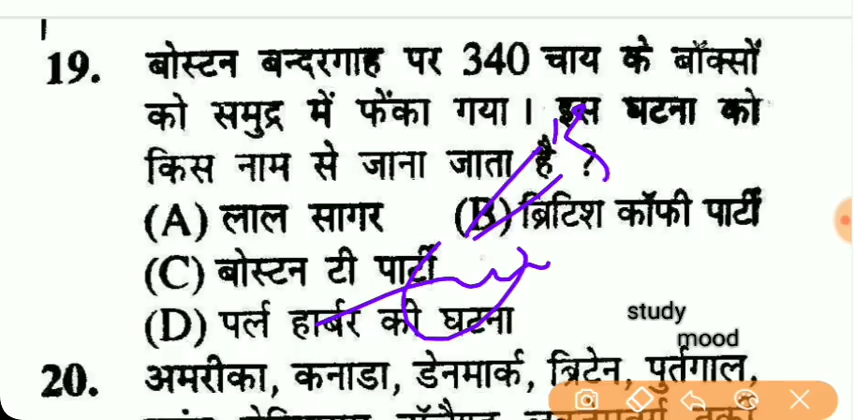 19. बोस्टन बन्दरगाह पर 340 चाय के बॉक्सों
को समुद्र में फेंका गया। इस घटना को
किस नाम से जाना जाता है ?
(A) लाल सागर (B) ब्रिटिश कॉफी पार्टी
(C) बोस्टन टी पार्टी
(D) पर्ल हार्बर की घटना
study
mood
20. अमरीका, कनाडा, डेनमार्क, ब्रिटेन, पुर्तगाल,